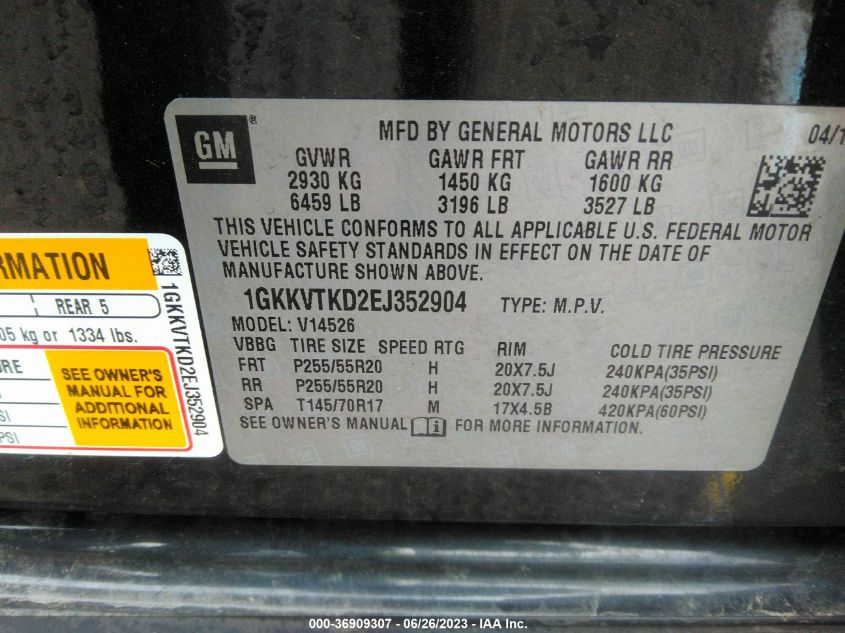 GM ®
MFD BY GENERAL MOTORS LLC 04/1
GVWR GAWR FRT GAWR RR
2930 KG 1450 KG 1600 KG
6459 LB 3196 LB 3527 LB
THIS VEHICLE CONFORMS TO ALL APPLICABLE U.S. FEDERAL MOTOR
VEHICLE SAFETY STANDARDS IN EFFECT ON THE DATE OF
MANUFACTURE SHOWN ABOVE.
1GKKVTKD2EJ352904 TYPE: M.P.V.
MODEL: V14526
VBBG TIRE SIZE SPEED RTG RIM COLD TIRE PRESSURE
FRT P255/55R20 H 20X7.5J 240KPA(35PSI)
RR P255/55R20 H 20X7.5J 240KPA(35PSI)
SPA T145/70R17 M 17X4.5B 420KPA(60PSI)
SEE OWNER'S MANUAL FOR MORE INFORMATION.
RMATION
REAR 5
05 kg or 1334 lbs.
URE
SEE OWNER'S
MANUAL FOR
ADDITIONAL
INFORMATION
PSI
1GKKVTKD2EJ352904
000-36909307 - 06/26/2023 - IAA Inc.